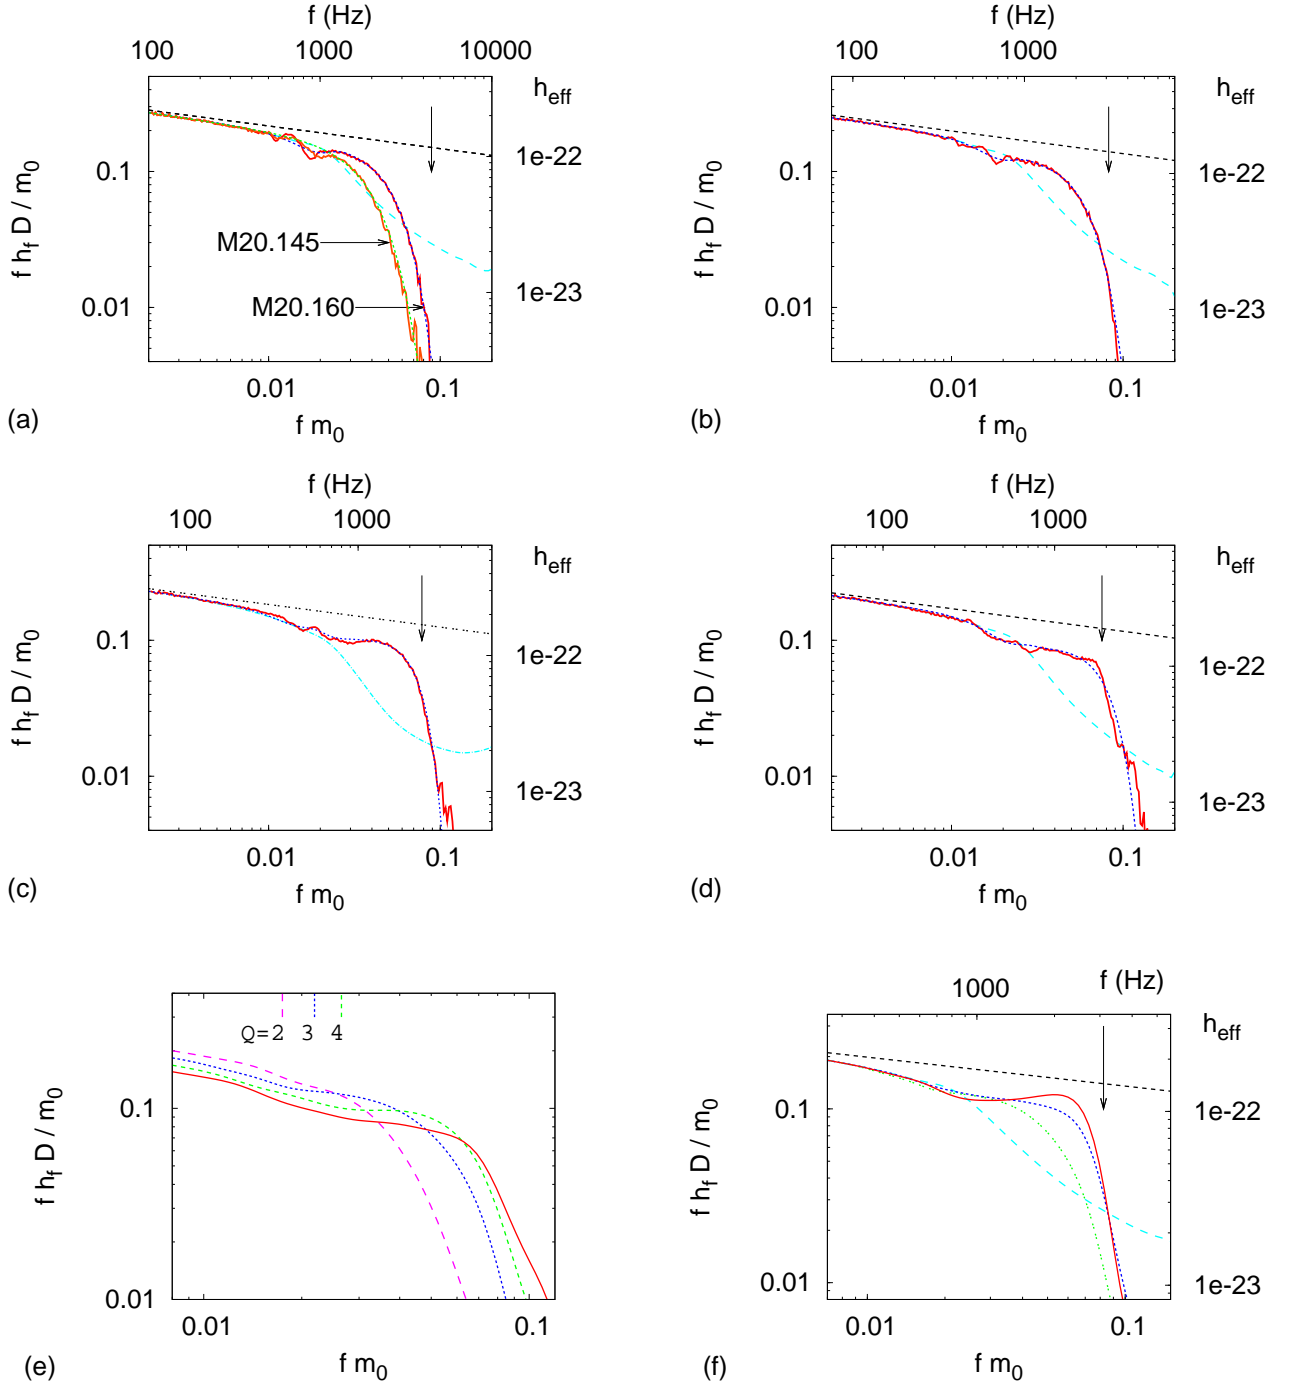 f (Hz)
100 1000 10000
h_eff
1e-22
1e-23
f h_f D / m_0
0.1
0.01
M20.145
M20.160
0.01 0.1
(a)
f m_0
f (Hz)
100 1000
h_eff
1e-22
1e-23
f h_f D / m_0
0.1
0.01
0.01 0.1
(b)
f m_0
f (Hz)
100 1000
h_eff
1e-22
1e-23
f h_f D / m_0
0.1
0.01
0.01 0.1
(c)
f m_0
f (Hz)
100 1000
h_eff
1e-22
1e-23
f h_f D / m_0
0.1
0.01
0.01 0.1
(d)
f m_0
Q=2 3 4
f h_f D / m_0
0.1
0.01
0.01 0.1
(e)
f m_0
1000 f (Hz)
h_eff
1e-22
1e-23
f h_f D / m_0
0.1
0.01
0.01 0.1
(f)
f m_0